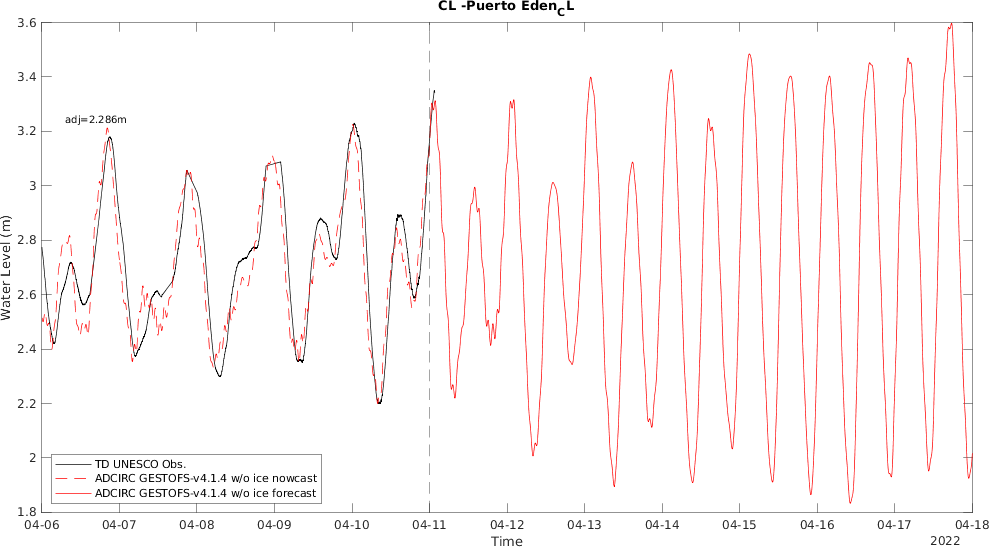 CL -Puerto Eden_CL
3.6
3.4
3.2
3
2.8
2.6
2.4
2.2
2
1.8
Water Level (m)
adj=2.286m
TD UNESCO Obs.
ADCIRC GESTOFS-v4.1.4 w/o ice nowcast
ADCIRC GESTOFS-v4.1.4 w/o ice forecast
04-06 04-07 04-08 04-09 04-10 04-11 04-12 04-13 04-14 04-15 04-16 04-17 04-18
Time
2022